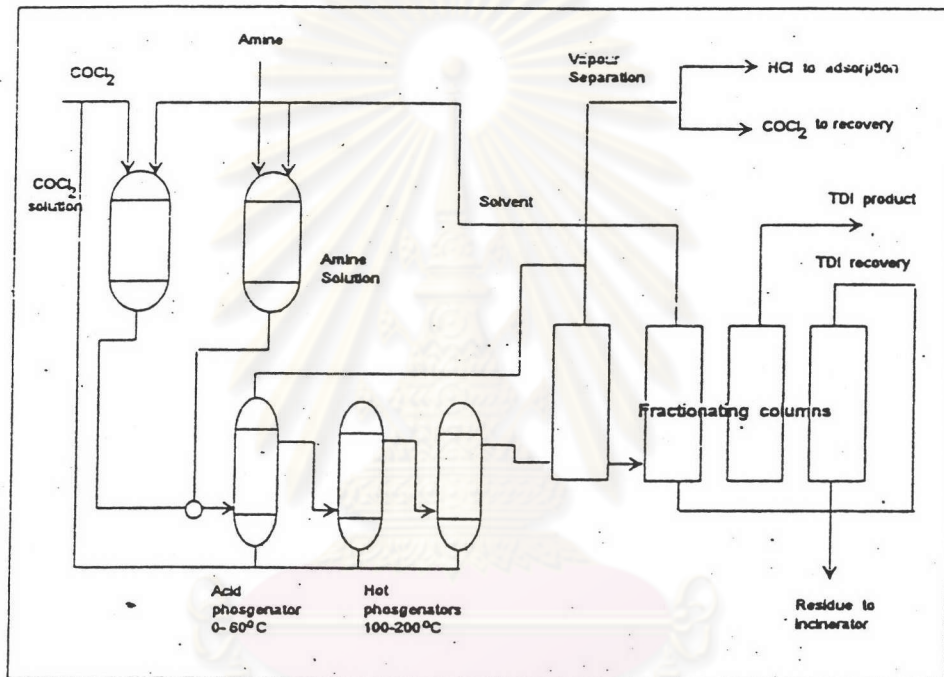 Amine
COCl₂
Vapour
Separation
HCl to adsorption
COCl₂ to recovery
COCl₂
solution
Solvent
TDI product
Amine
Solution
TDI recovery
Fractionating columns
Acid
phosgenator
0-60°C
Hot
phosgenators
100-200°C
Residue to
incinerator